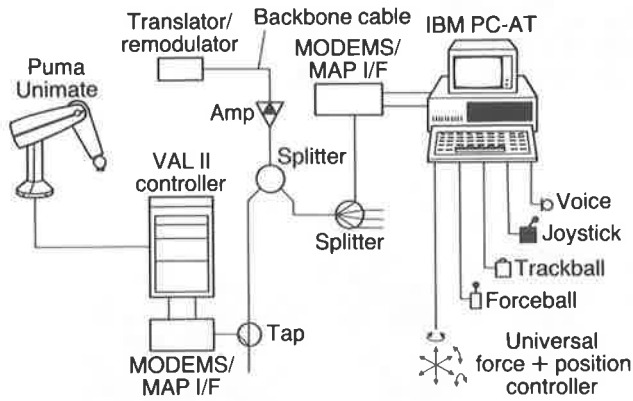 Translator/
remodulator
Backbone cable
MODEMS/
MAP I/F
IBM PC-AT
Puma
Unimate
Amp
VAL II
controller
Splitter
Splitter
Voice
Joystick
Trackball
Forceball
Tap
MODEMS/
MAP I/F
Universal
force + position
controller